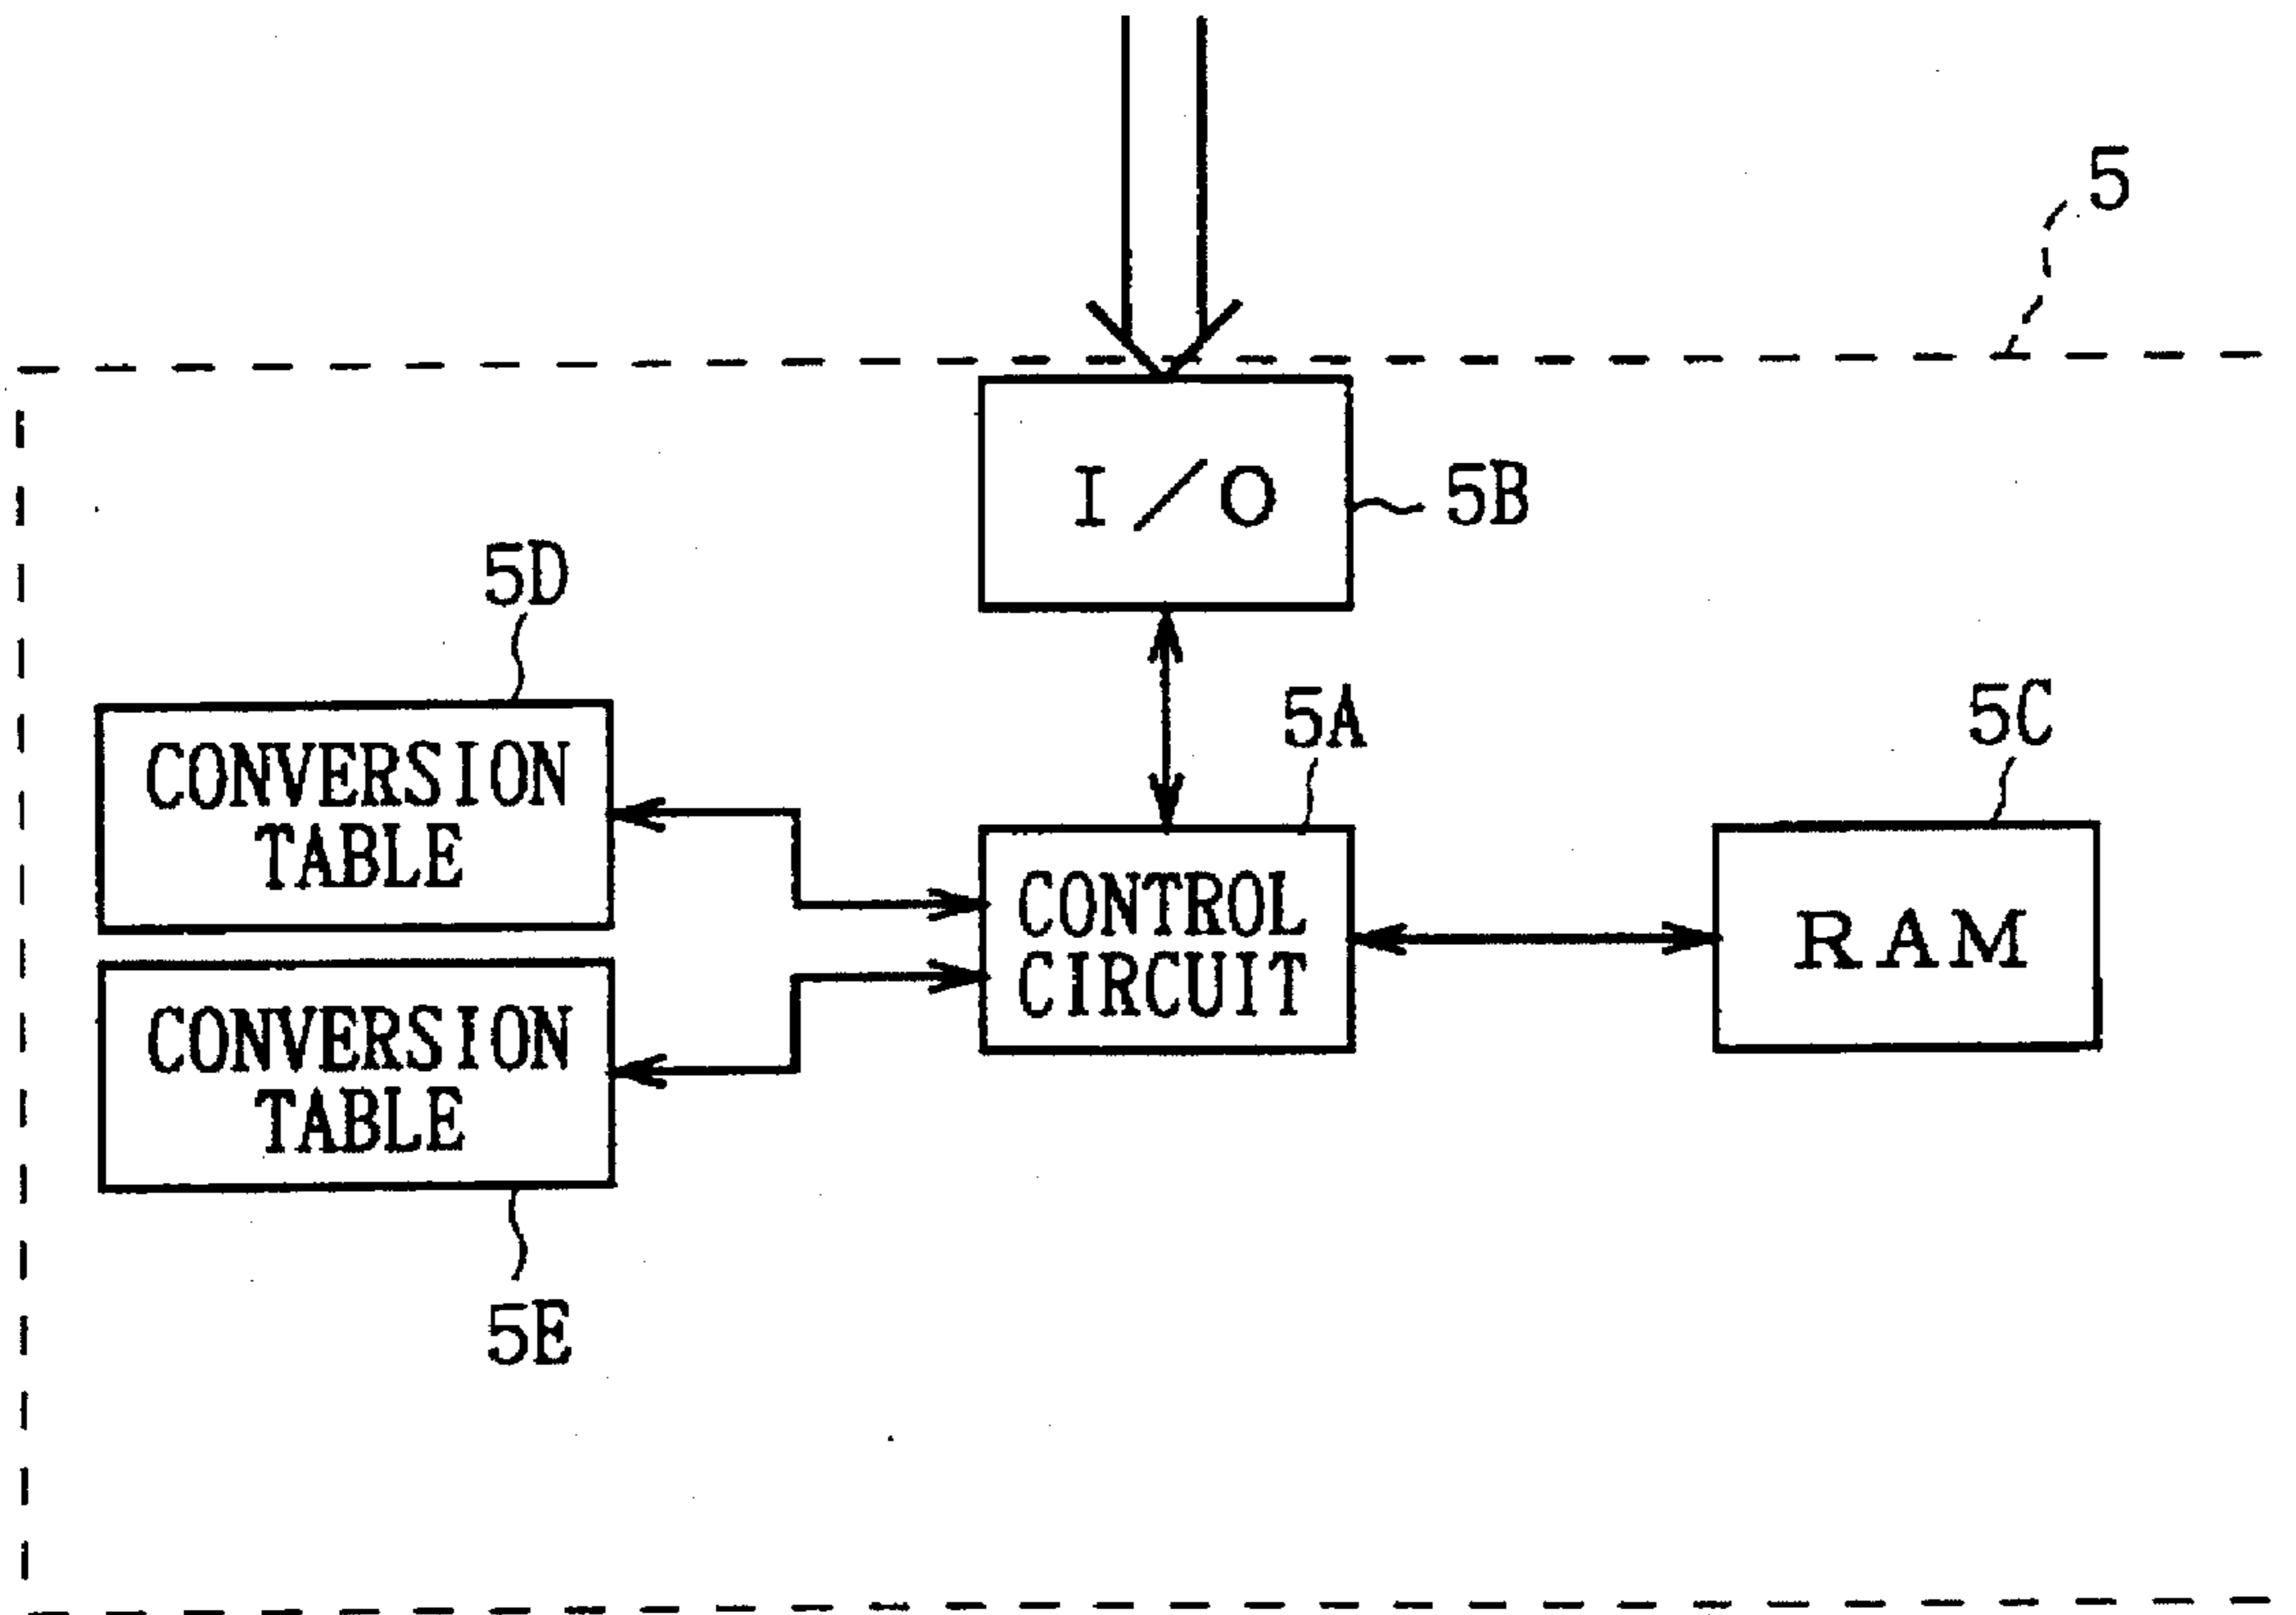 5
I/O
5B
5D
5A
5C
CONVERSION
TABLE
CONTROL
CIRCUIT
RAM
CONVERSION
TABLE
5E